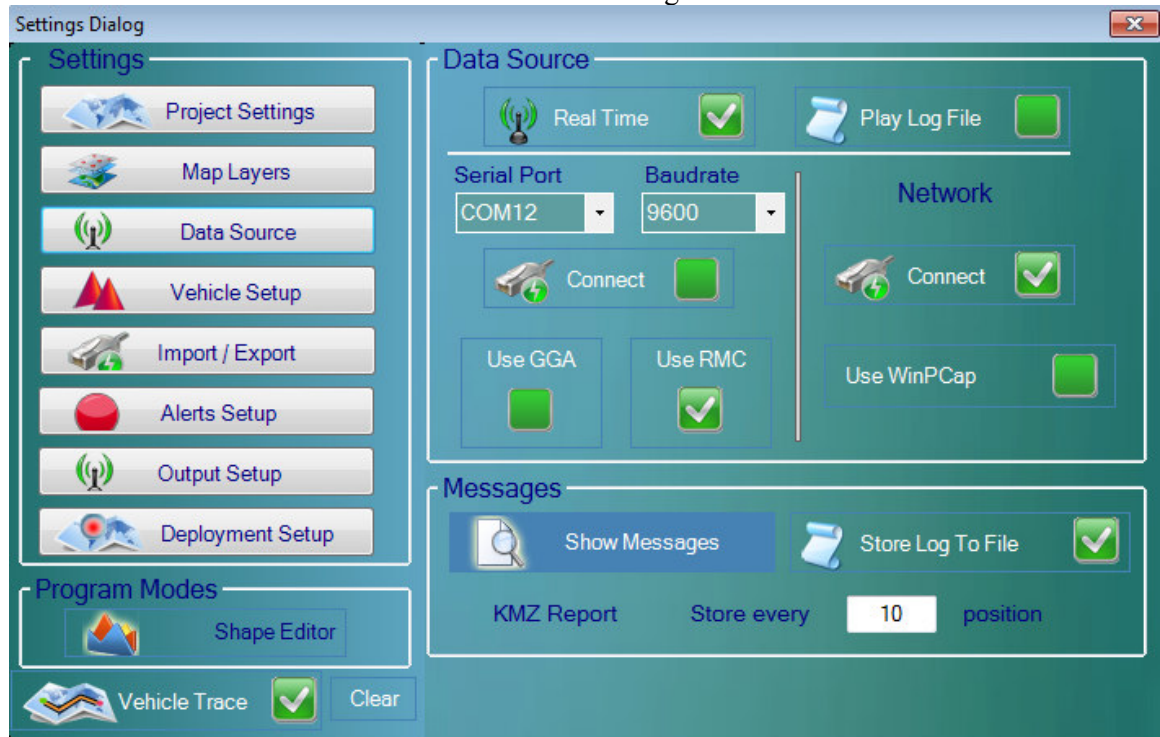 Settings Dialog
Settings
Project Settings
Map Layers
Data Source
Vehicle Setup
Import / Export
Alerts Setup
Output Setup
Deployment Setup
Program Modes
Shape Editor
Vehicle Trace
Clear
Data Source
Real Time
Play Log File
Serial Port Baudrate
COM12 9600
Connect
Use GGA Use RMC
Network
Connect
Use WinPCap
Messages
Show Messages
Store Log To File
KMZ Report Store every 10 position